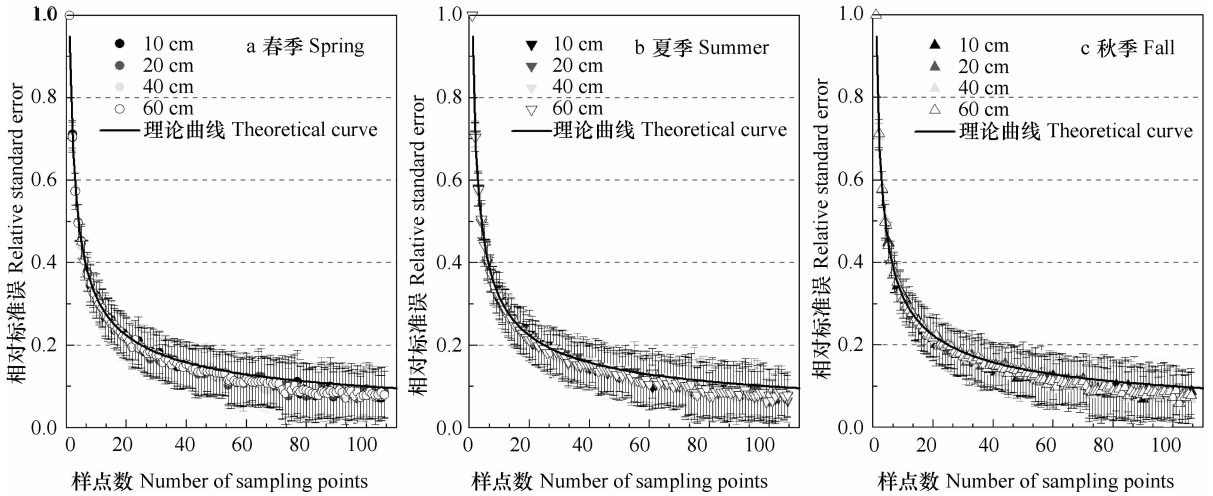 相对标准误 Relative standard error
1.0
0.8
0.6
0.4
0.2
0.0
a 春季 Spring
10 cm
20 cm
40 cm
60 cm
理论曲线 Theoretical curve
0 20 40 60 80 100
样点数 Number of sampling points
相对标准误 Relative standard error
1.0
0.8
0.6
0.4
0.2
0.0
b 夏季 Summer
10 cm
20 cm
40 cm
60 cm
理论曲线 Theoretical curve
0 20 40 60 80 100
样点数 Number of sampling points
相对标准误 Relative standard error
1.0
0.8
0.6
0.4
0.2
0.0
c 秋季 Fall
10 cm
20 cm
40 cm
60 cm
理论曲线 Theoretical curve
0 20 40 60 80 100
样点数 Number of sampling points